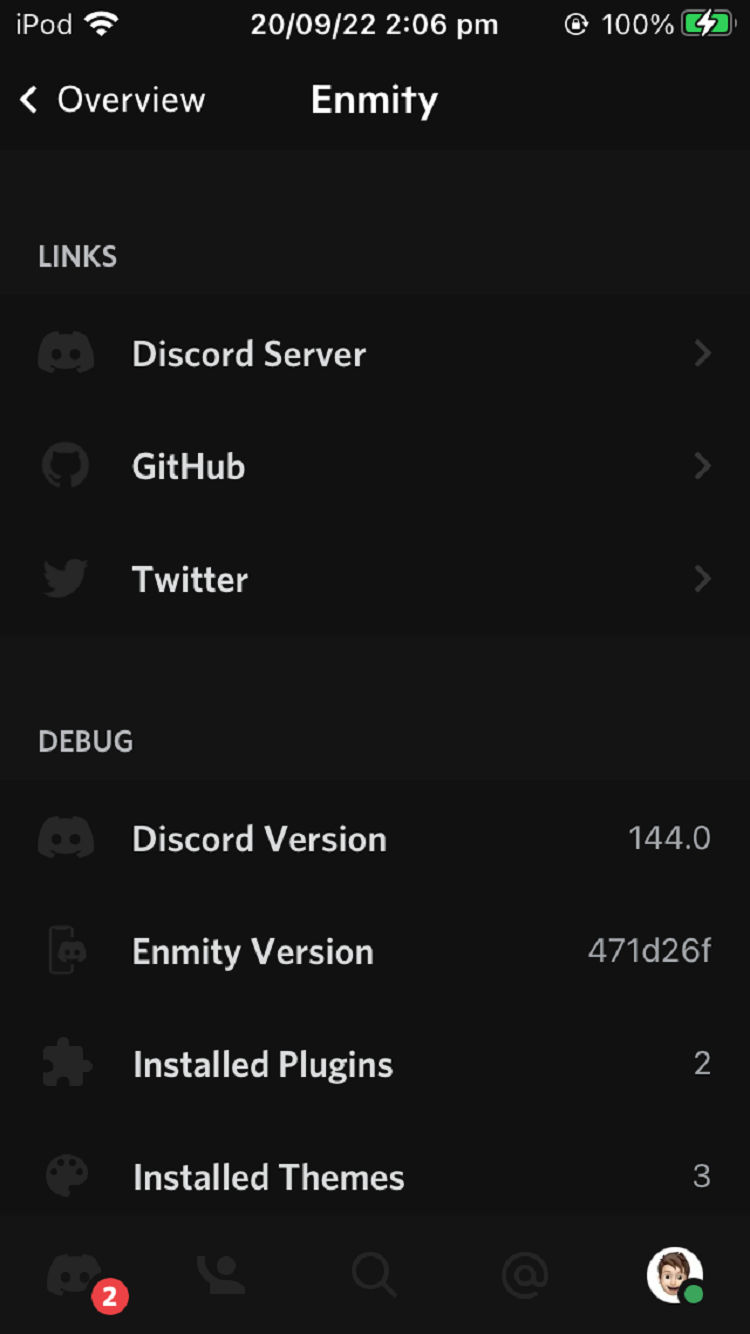 iPod 20/09/22 2:06 pm 100%
Overview Enmity
LINKS
Discord Server
GitHub
Twitter
DEBUG
Discord Version 144.0
Enmity Version 471d26f
Installed Plugins 2
Installed Themes 3
@
2